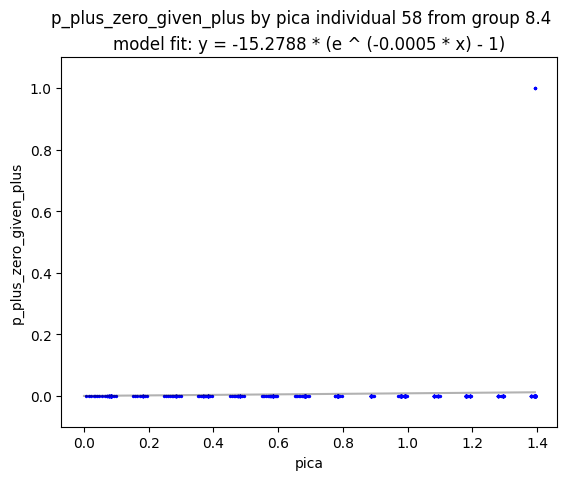 p_plus_zero_given_plus by pica individual 58 from group 8.4
model fit: y = -15.2788 * (e ^ (-0.0005 * x) - 1)
1.0
0.8
0.6
0.4
0.2
0.0
p_plus_zero_given_plus
0.0 0.2 0.4 0.6 0.8 1.0 1.2 1.4
pica